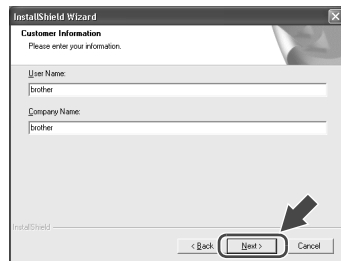 InstallShield Wizard
Customer Information
Please enter your information.
User Name:
brother
Company Name:
brother
InstallShield
< Back Next > Cancel